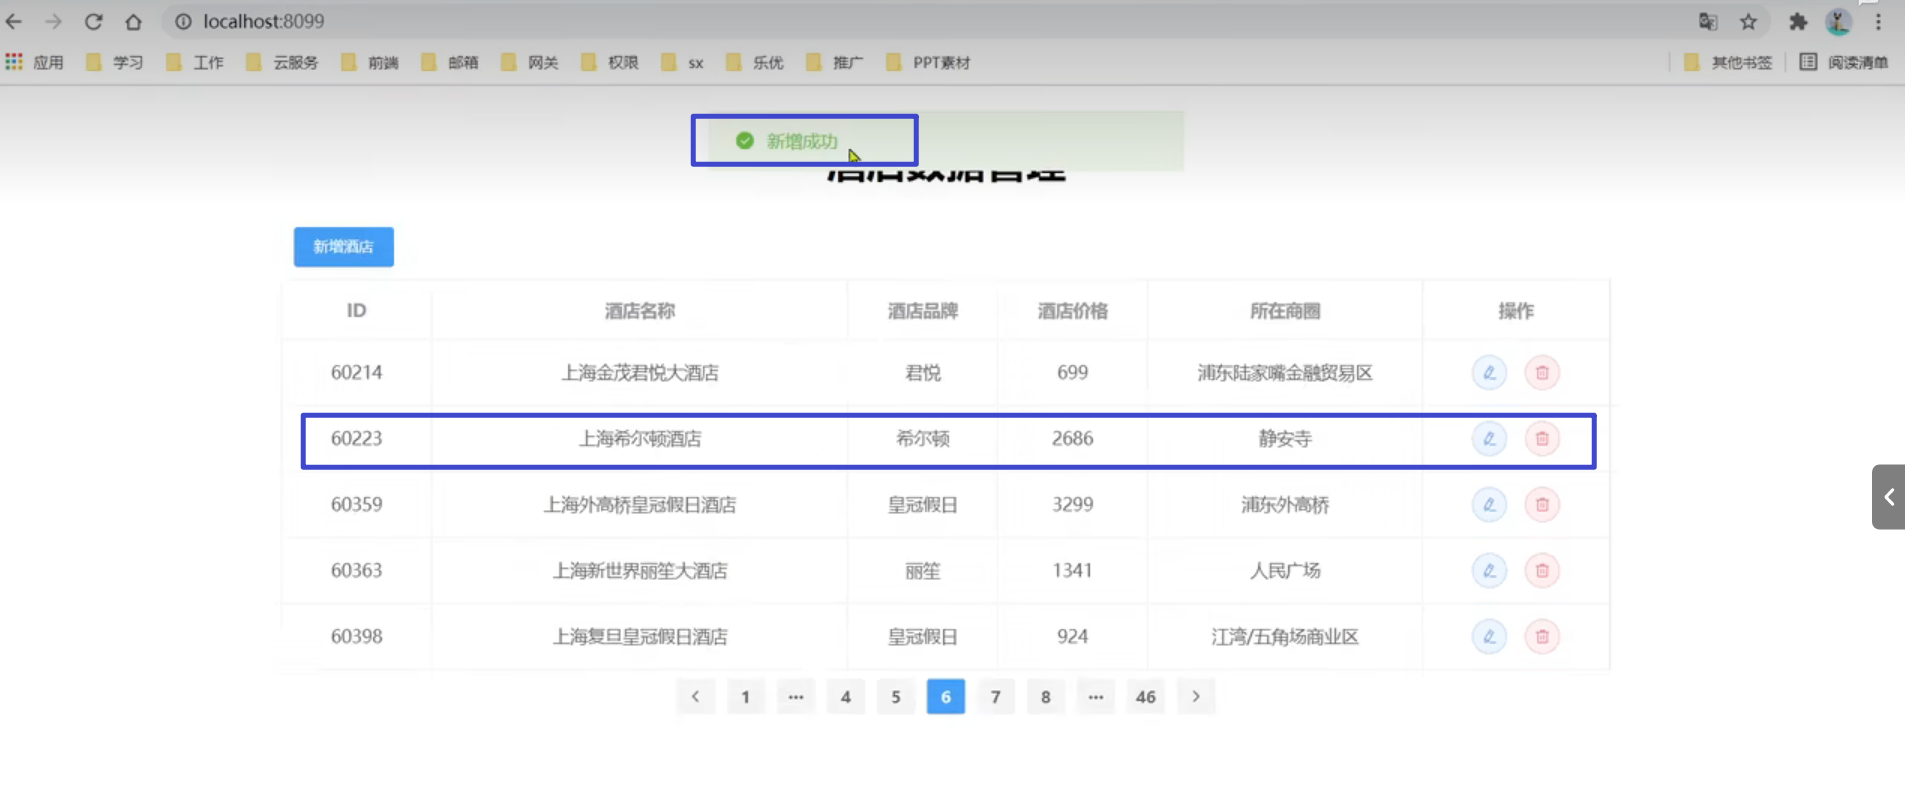 localhost:8099
应用 学习 工作 云服务 前端 邮箱 网关 权限 sx 乐优 推广 PPT素材 其他书签 阅读清单
新增成功
酒店数据管理
新增酒店
ID 酒店名称 酒店品牌 酒店价格 所在商圈 操作
60214 上海金茂君悦大酒店 君悦 699 浦东陆家嘴金融贸易区
60223 上海希尔顿酒店 希尔顿 2686 静安寺
60359 上海外高桥皇冠假日酒店 皇冠假日 3299 浦东外高桥
60363 上海新世界丽笙大酒店 丽笙 1341 人民广场
60398 上海复旦皇冠假日酒店 皇冠假日 924 江湾/五角场商业区
1 ... 4 5 6 7 8 ... 46